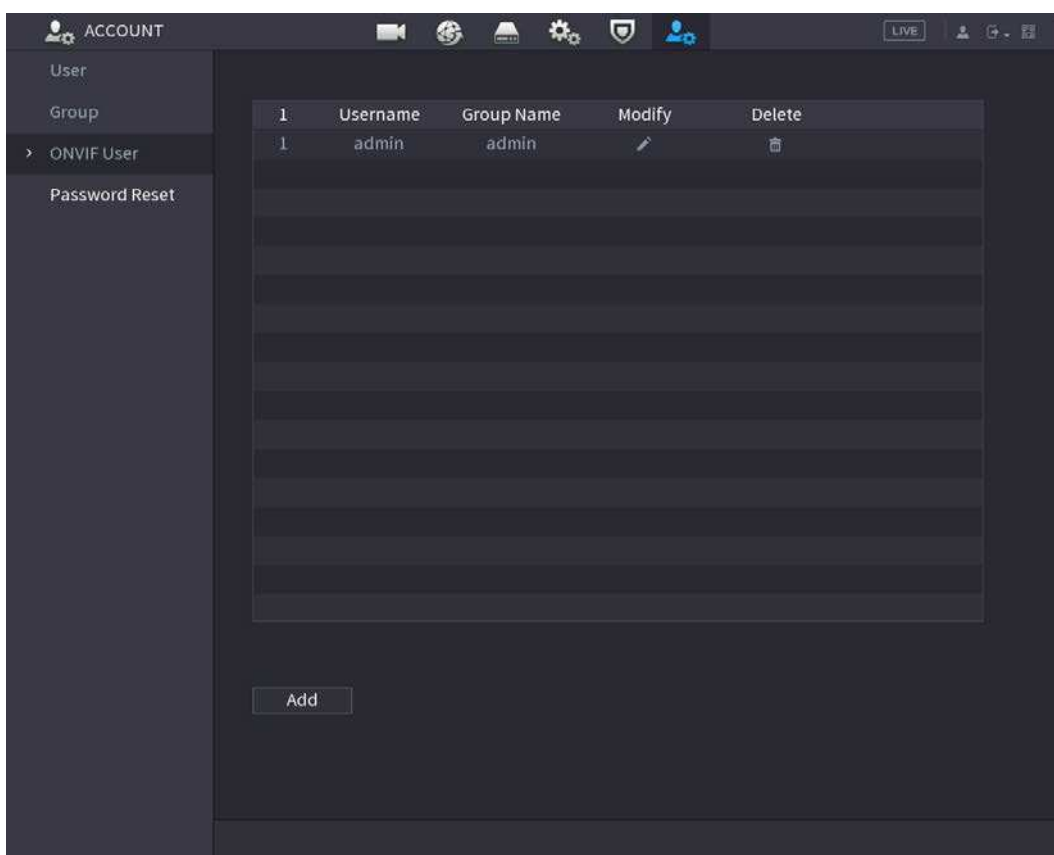 ACCOUNT LIVE
User
Group
ONVIF User
Password Reset
1 Username Group Name Modify Delete
1 admin admin
Add